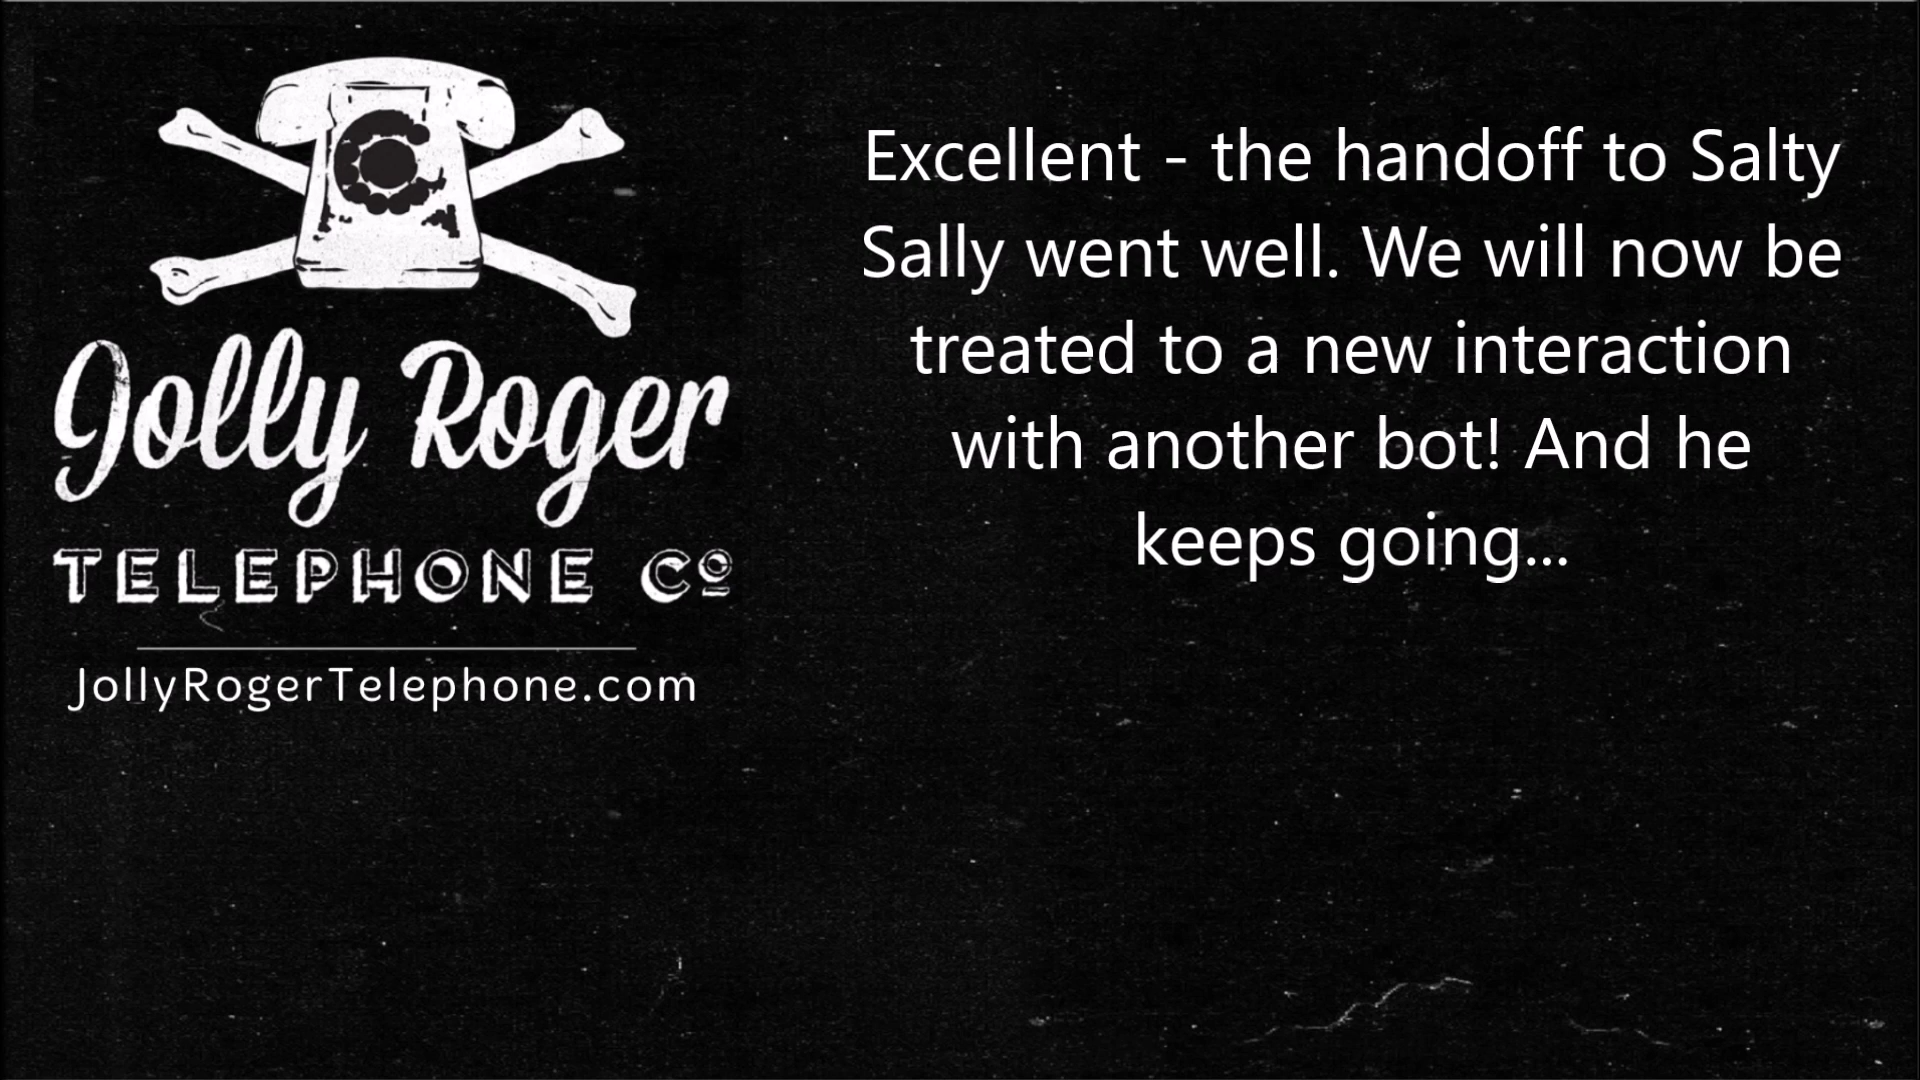 Jolly Roger
TELEPHONE Cº
JollyRogerTelephone.com
Excellent - the handoff to Salty
Sally went well. We will now be
treated to a new interaction
with another bot! And he
keeps going...